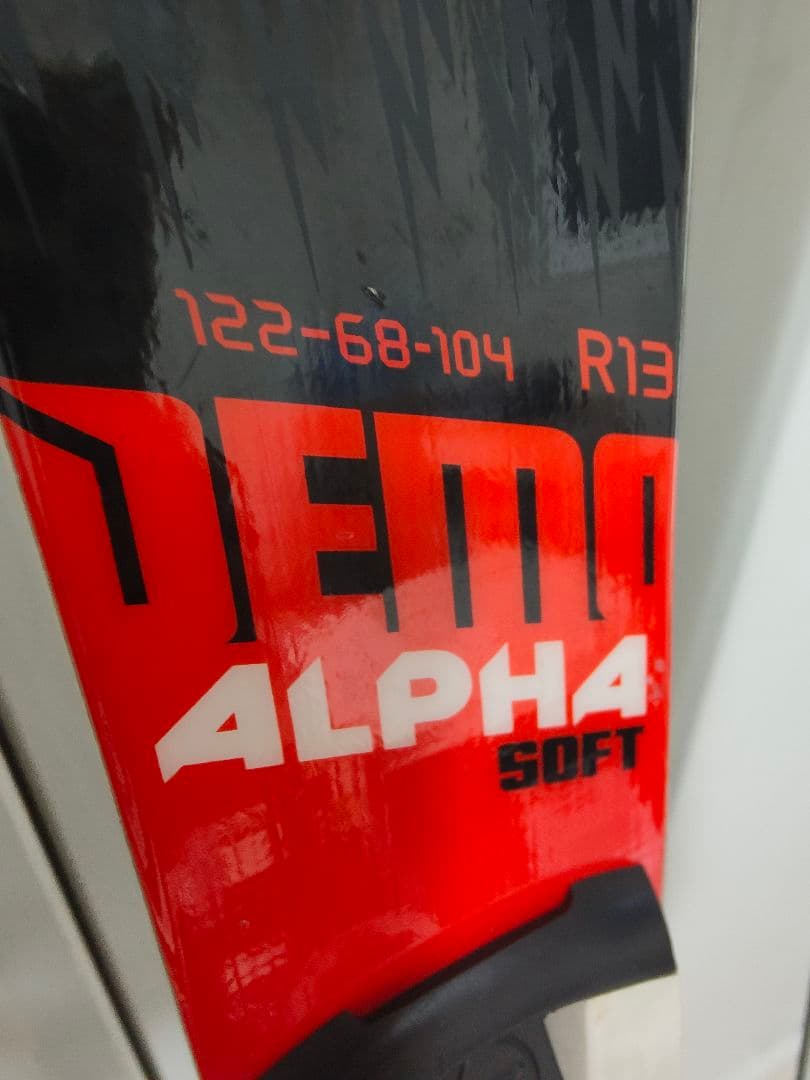 122-68-104 R13
DEMO
ALPHA
SOFT